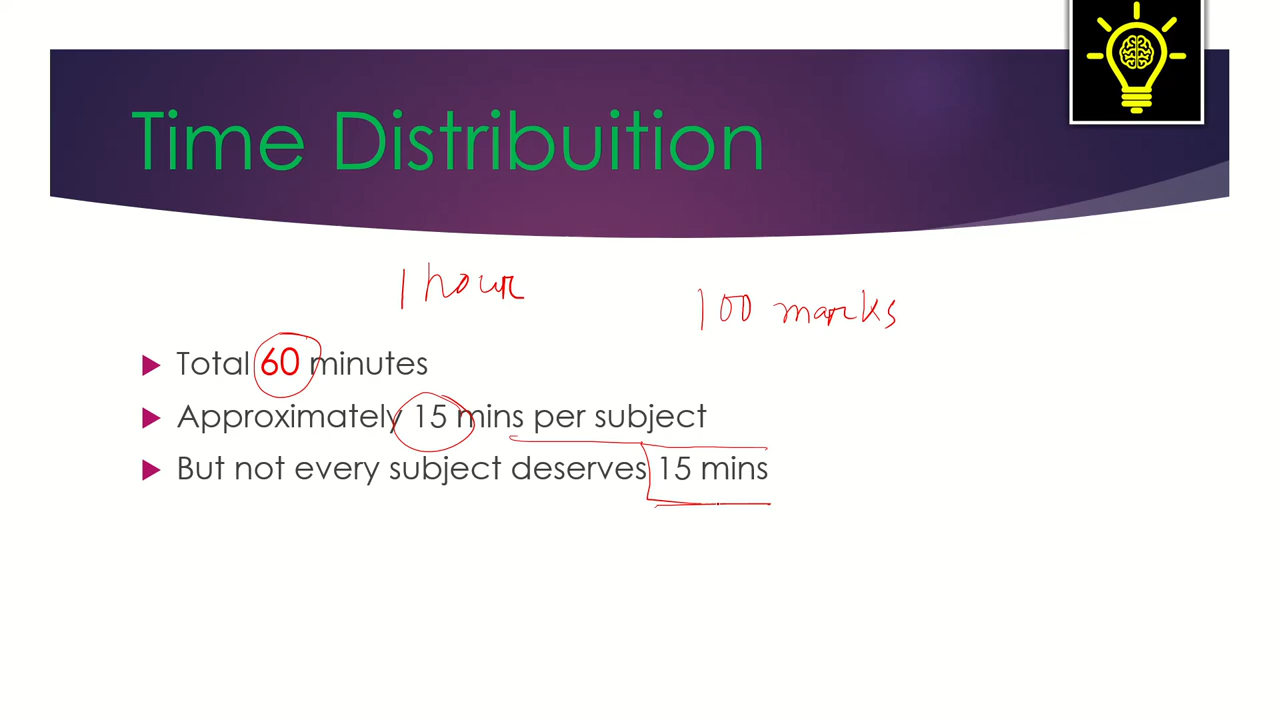 Time Distribuition
1 hour
100 marks
Total 60 minutes
Approximately 15 mins per subject
But not every subject deserves 15 mins